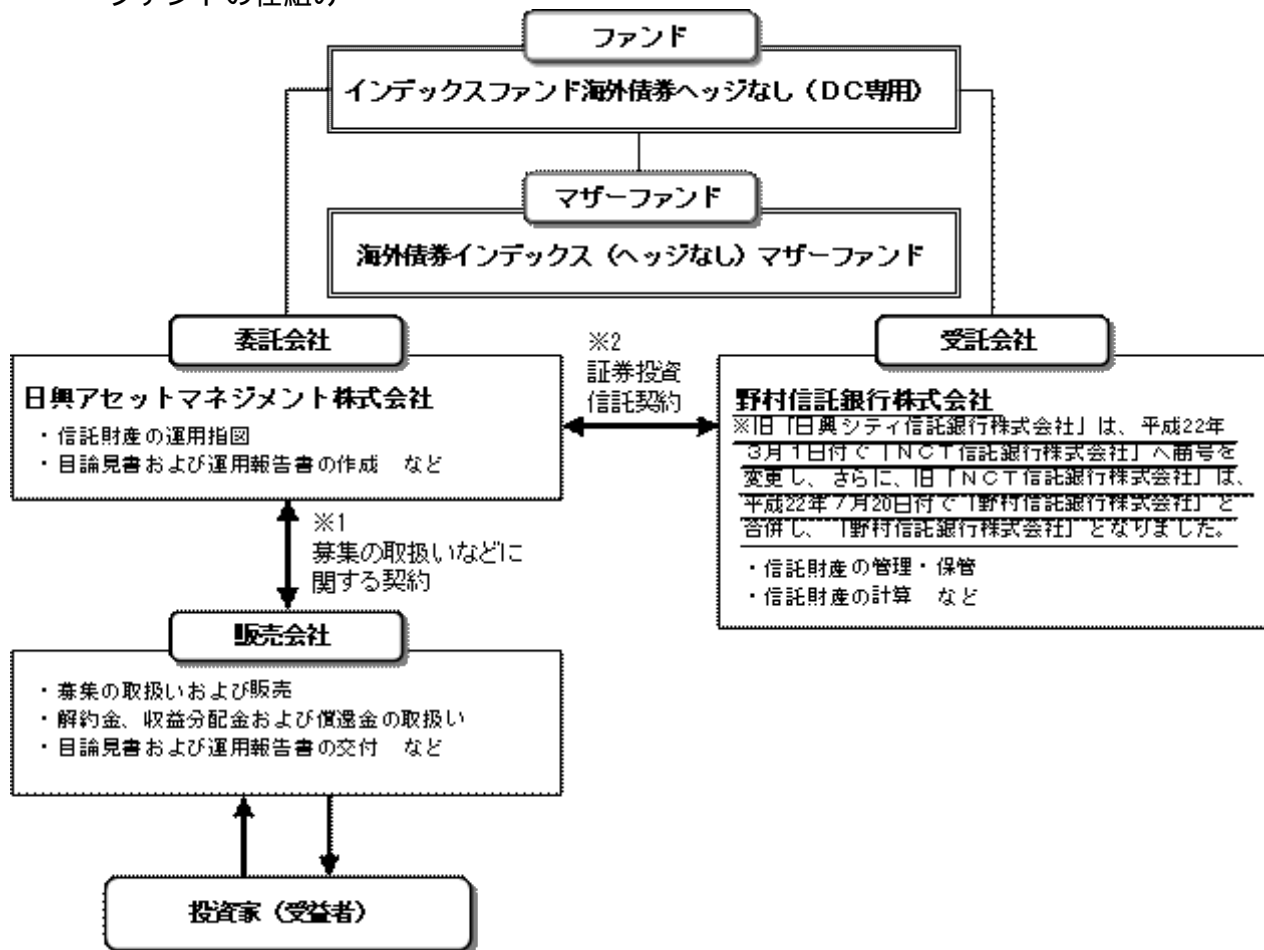 ファンドの仕組み
ファンド
インデックスファンド海外債券ヘッジなし（ＤＣ専用）
マザーファンド
海外債券インデックス（ヘッジなし）マザーファンド
委託会社
日興アセットマネジメント株式会社
・信託財産の運用指図
・目論見書および運用報告書の作成　など
※2
証券投資
信託契約
受託会社
野村信託銀行株式会社
※旧「日興シティ信託銀行株式会社」は、平成22年
３月１日付で「ＮＣＴ信託銀行株式会社」へ商号を
変更し、さらに、旧「ＮＣＴ信託銀行株式会社」は、
平成22年７月20日付で「野村信託銀行株式会社」と
合併し、「野村信託銀行株式会社」となりました。
・信託財産の管理・保管
・信託財産の計算　など
※1
募集の取扱いなどに
関する契約
販売会社
・募集の取扱いおよび販売
・解約金、収益分配金および償還金の取扱い
・目論見書および運用報告書の交付　など
投資家（受益者）